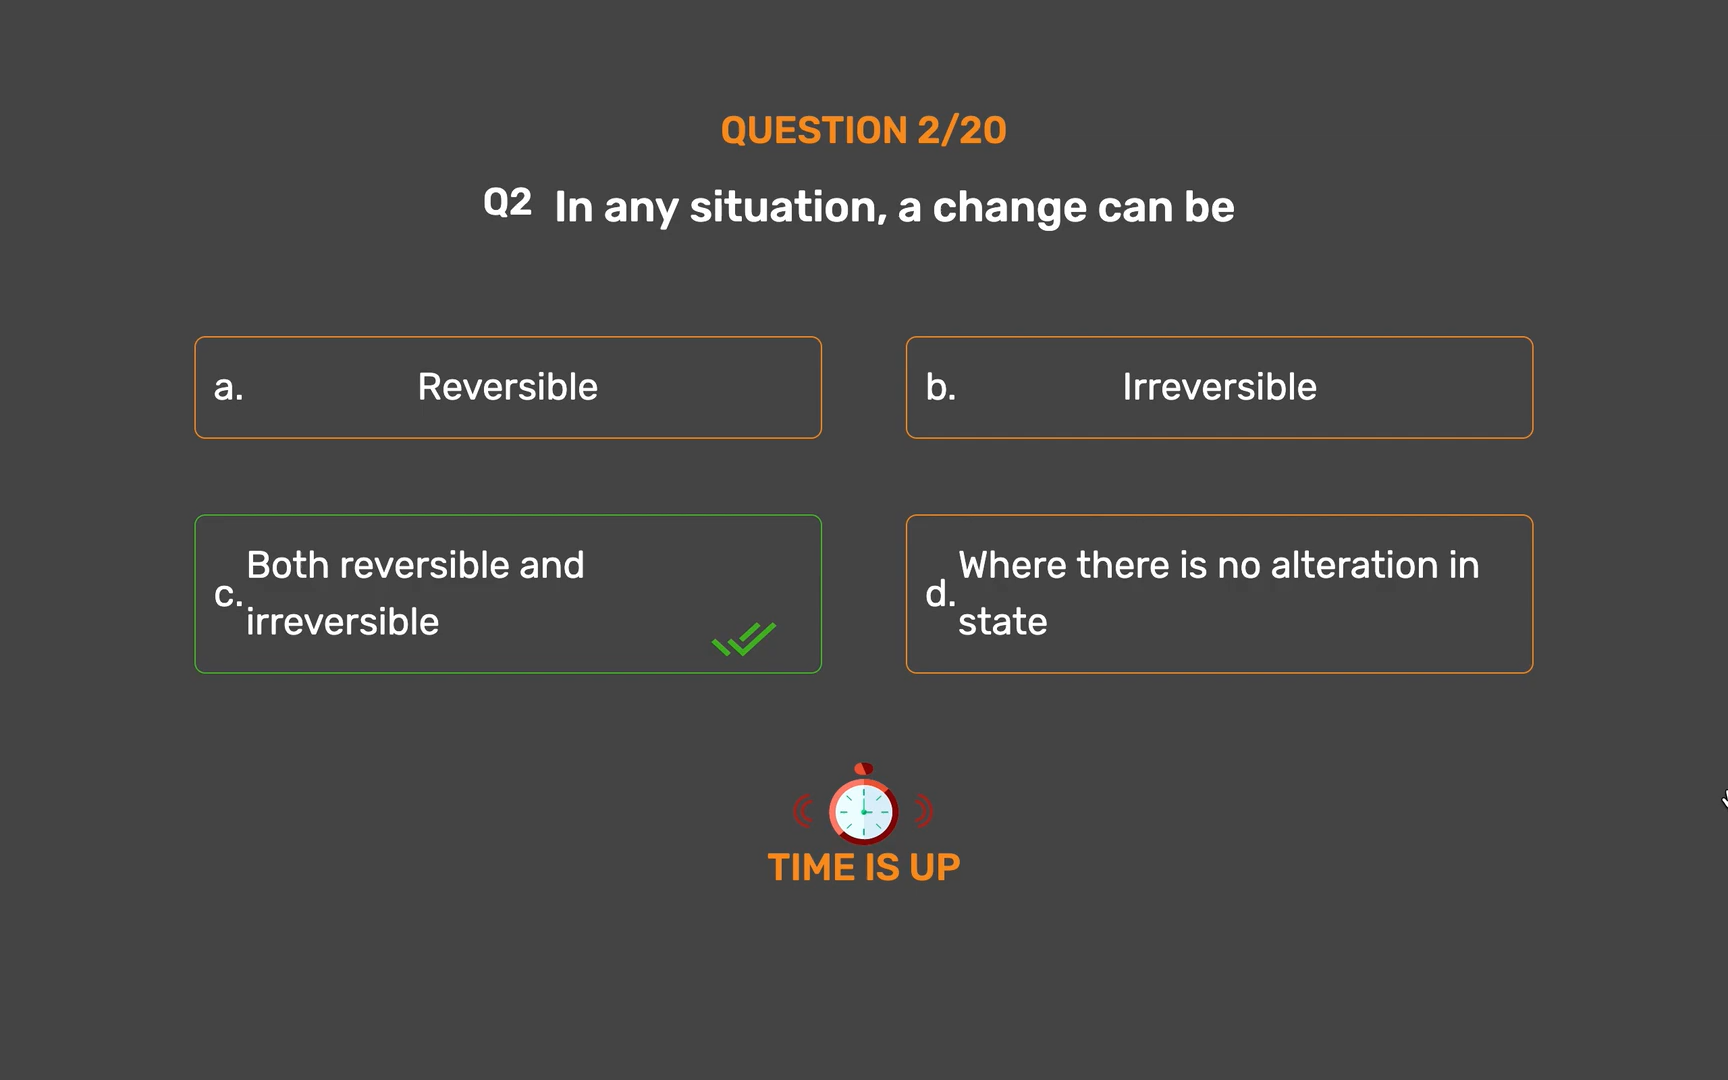 QUESTION 2/20
Q2 In any situation, a change can be
a. Reversible
b. Irreversible
c. Both reversible and
irreversible
d. Where there is no alteration in
state
TIME IS UP